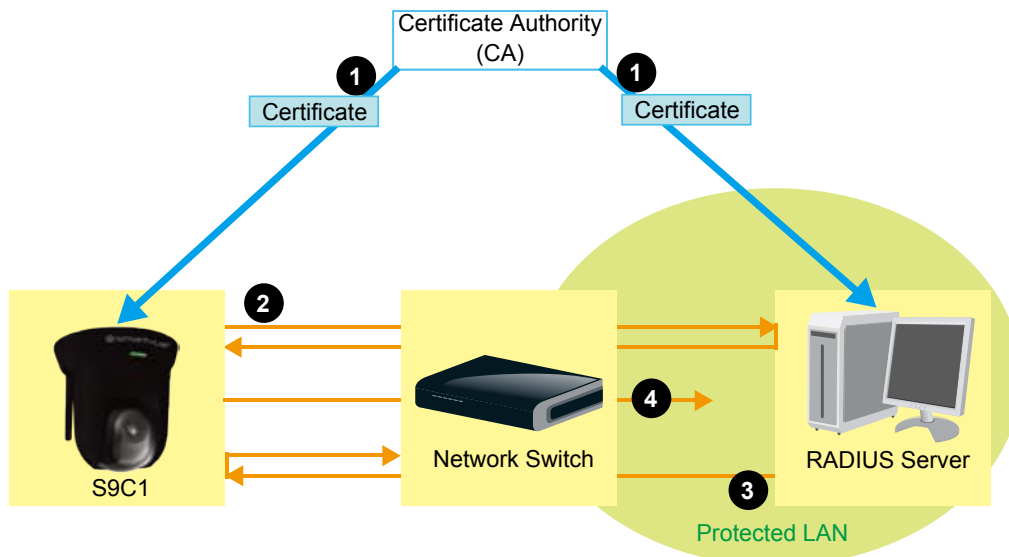 Certificate Authority
(CA)
1
1
Certificate
Certificate
2
4
Network Switch
RADIUS Server
S9C1
3
Protected LAN